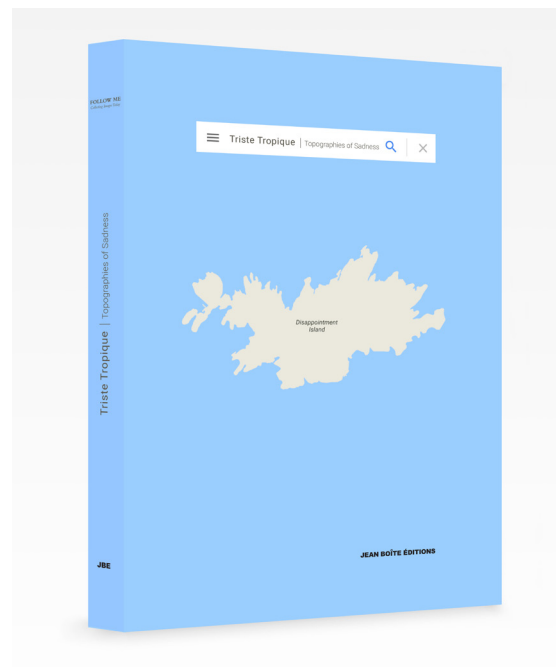 FOLLOW ME
Triste Tropique | Topographies of Sadness
JBE
Triste Tropique | Topographies of Sadness
Disappointment
Island
JEAN BOÎTE ÉDITIONS